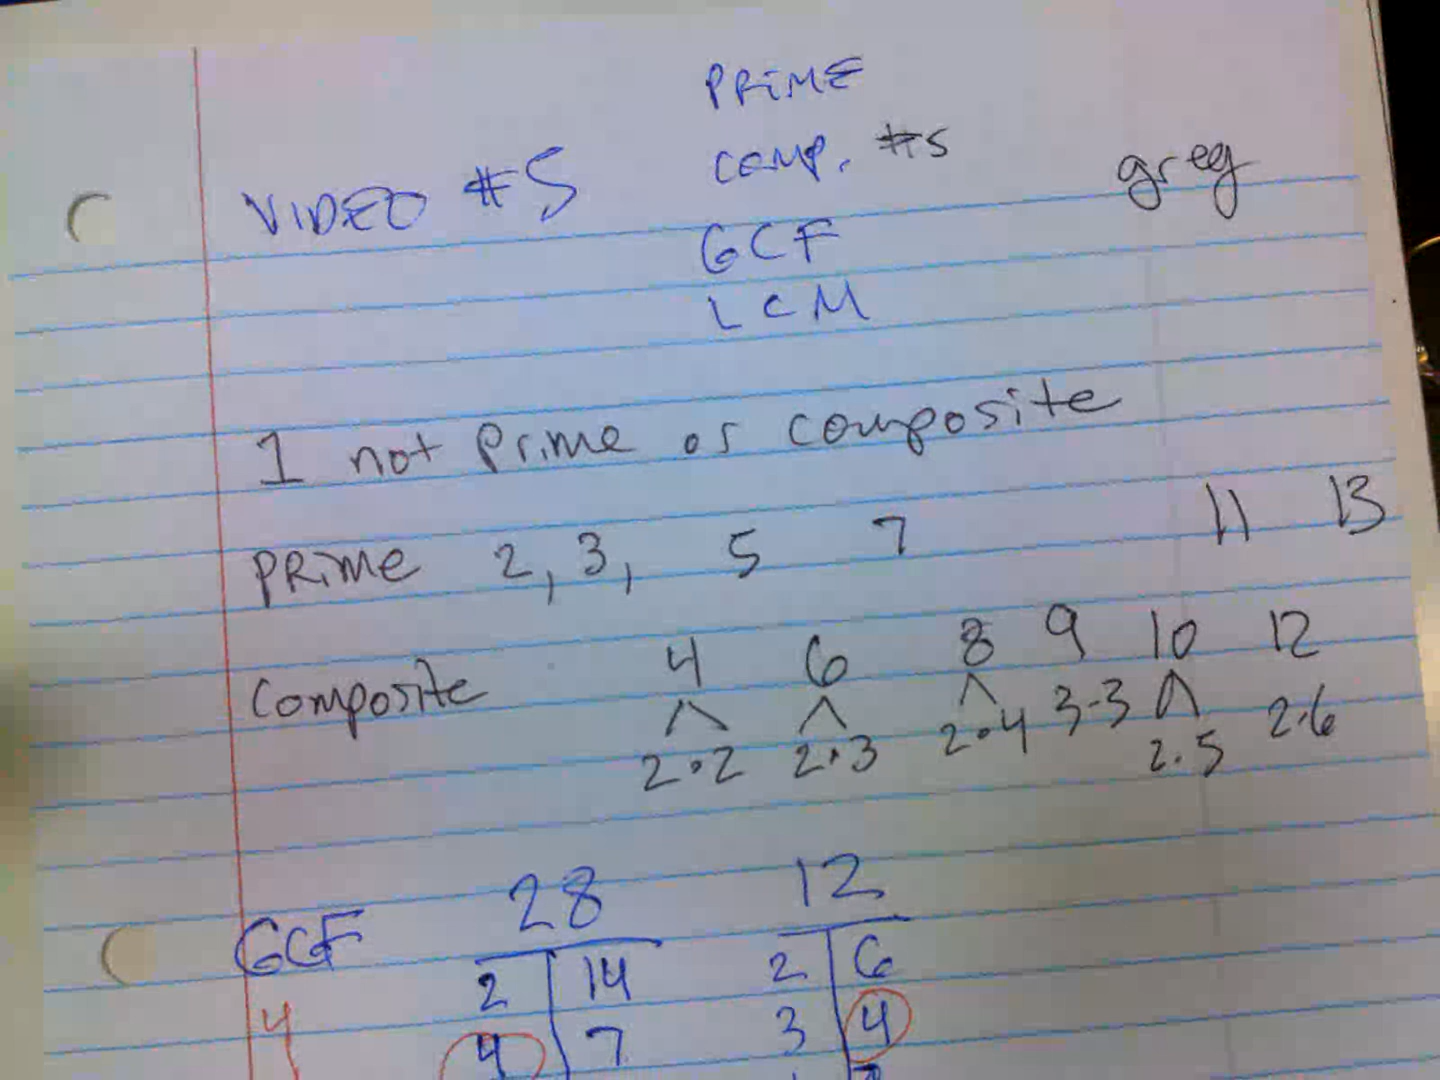 PRIME
VIDEO #5 COMP. #s greg
GCF
LCM
1 not Prime or composite
PRIME 2, 3, 5 7 11 13
Composite 4 6 8 9 10 12
2·2 2·3 2·4 3·3 2·5 2·6
GCF 28 12
2 14 2 6
4 4 7 3 4